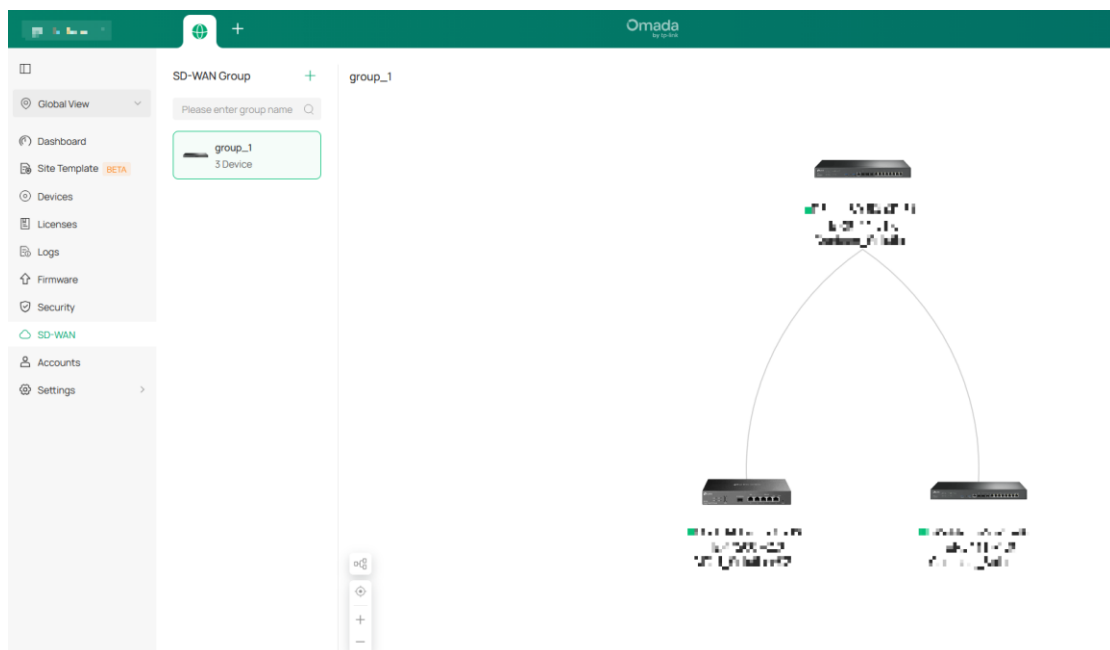 Omada
by tp-link
SD-WAN Group
group_1
Global View
Please enter group name
Dashboard
group_1
3 Device
Site Template BETA
Devices
Licenses
Logs
Firmware
Security
SD-WAN
Accounts
Settings